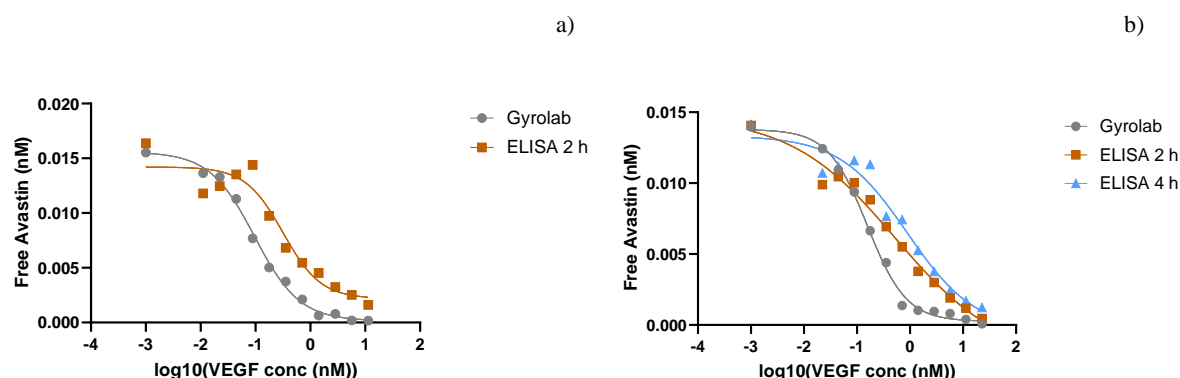 a)
0.020
0.015
0.010
0.005
0.000
Free Avastin (nM)
-4 -3 -2 -1 0 1 2
log10(VEGF conc (nM))
Gyrolab
ELISA 2 h
b)
0.015
0.010
0.005
0.000
Free Avastin (nM)
-4 -3 -2 -1 0 1 2
log10(VEGF conc (nM))
Gyrolab
ELISA 2 h
ELISA 4 h